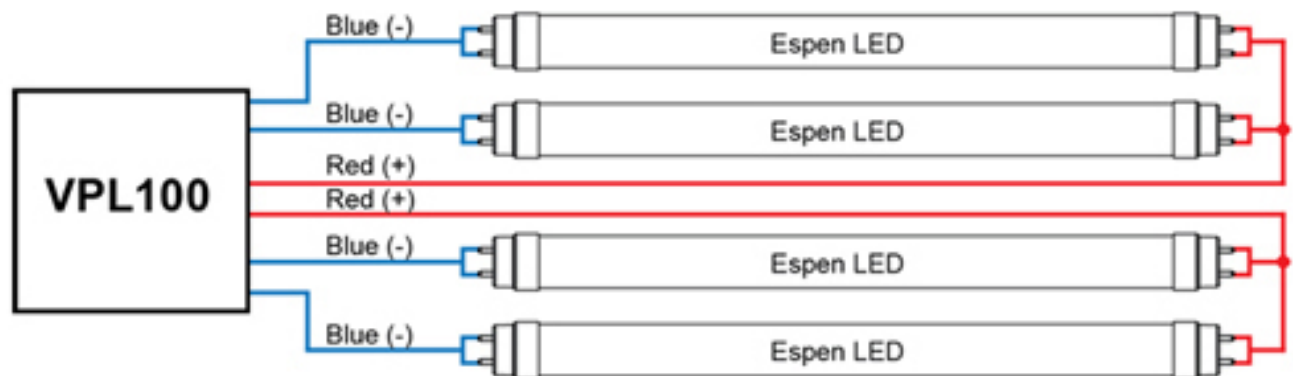 Blue (-)
Espen LED
Blue (-)
Espen LED
Red (+)
VPL100
Red (+)
Blue (-)
Espen LED
Blue (-)
Espen LED